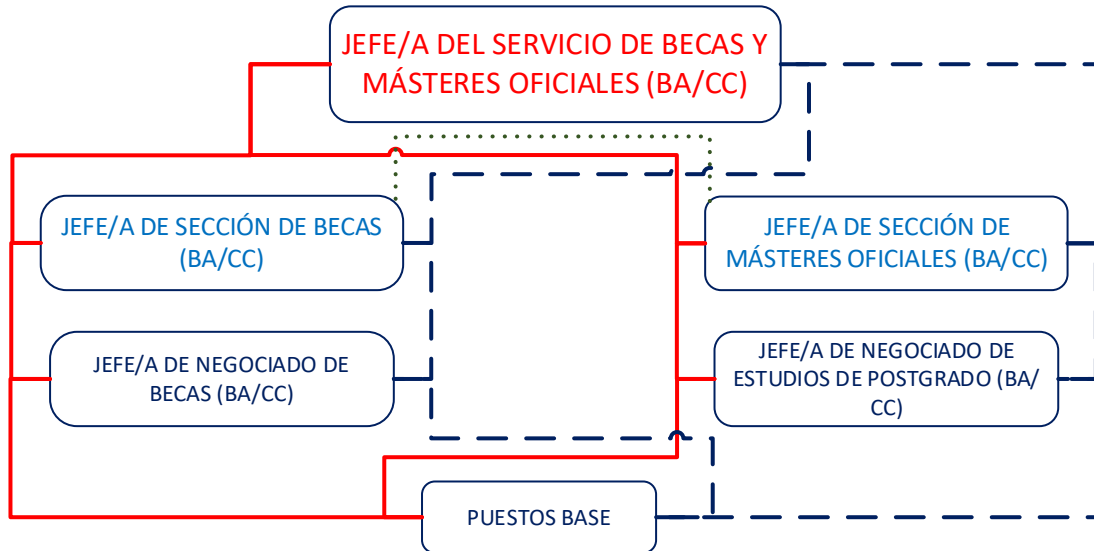 JEFE/A DEL SERVICIO DE BECAS Y
MÁSTERES OFICIALES (BA/CC)
JEFE/A DE SECCIÓN DE BECAS
(BA/CC)
JEFE/A DE SECCIÓN DE
MÁSTERES OFICIALES (BA/CC)
JEFE/A DE NEGOCIADO DE
BECAS (BA/CC)
JEFE/A DE NEGOCIADO DE
ESTUDIOS DE POSTGRADO (BA/
CC)
PUESTOS BASE